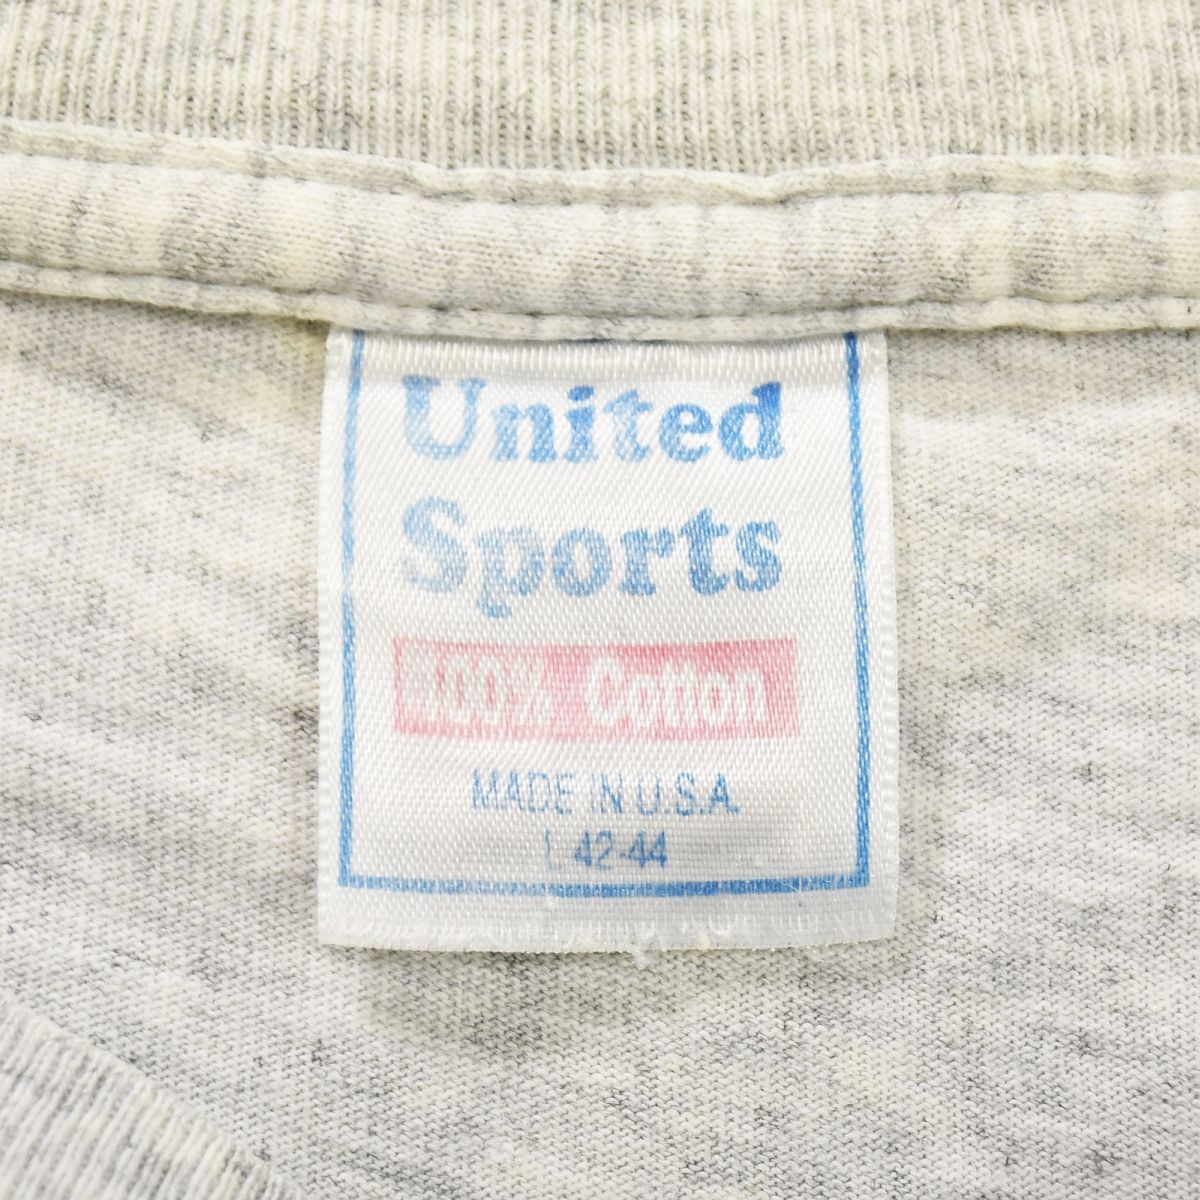 United
Sports
100% Cotton
MADE IN U.S.A.
L 42-44